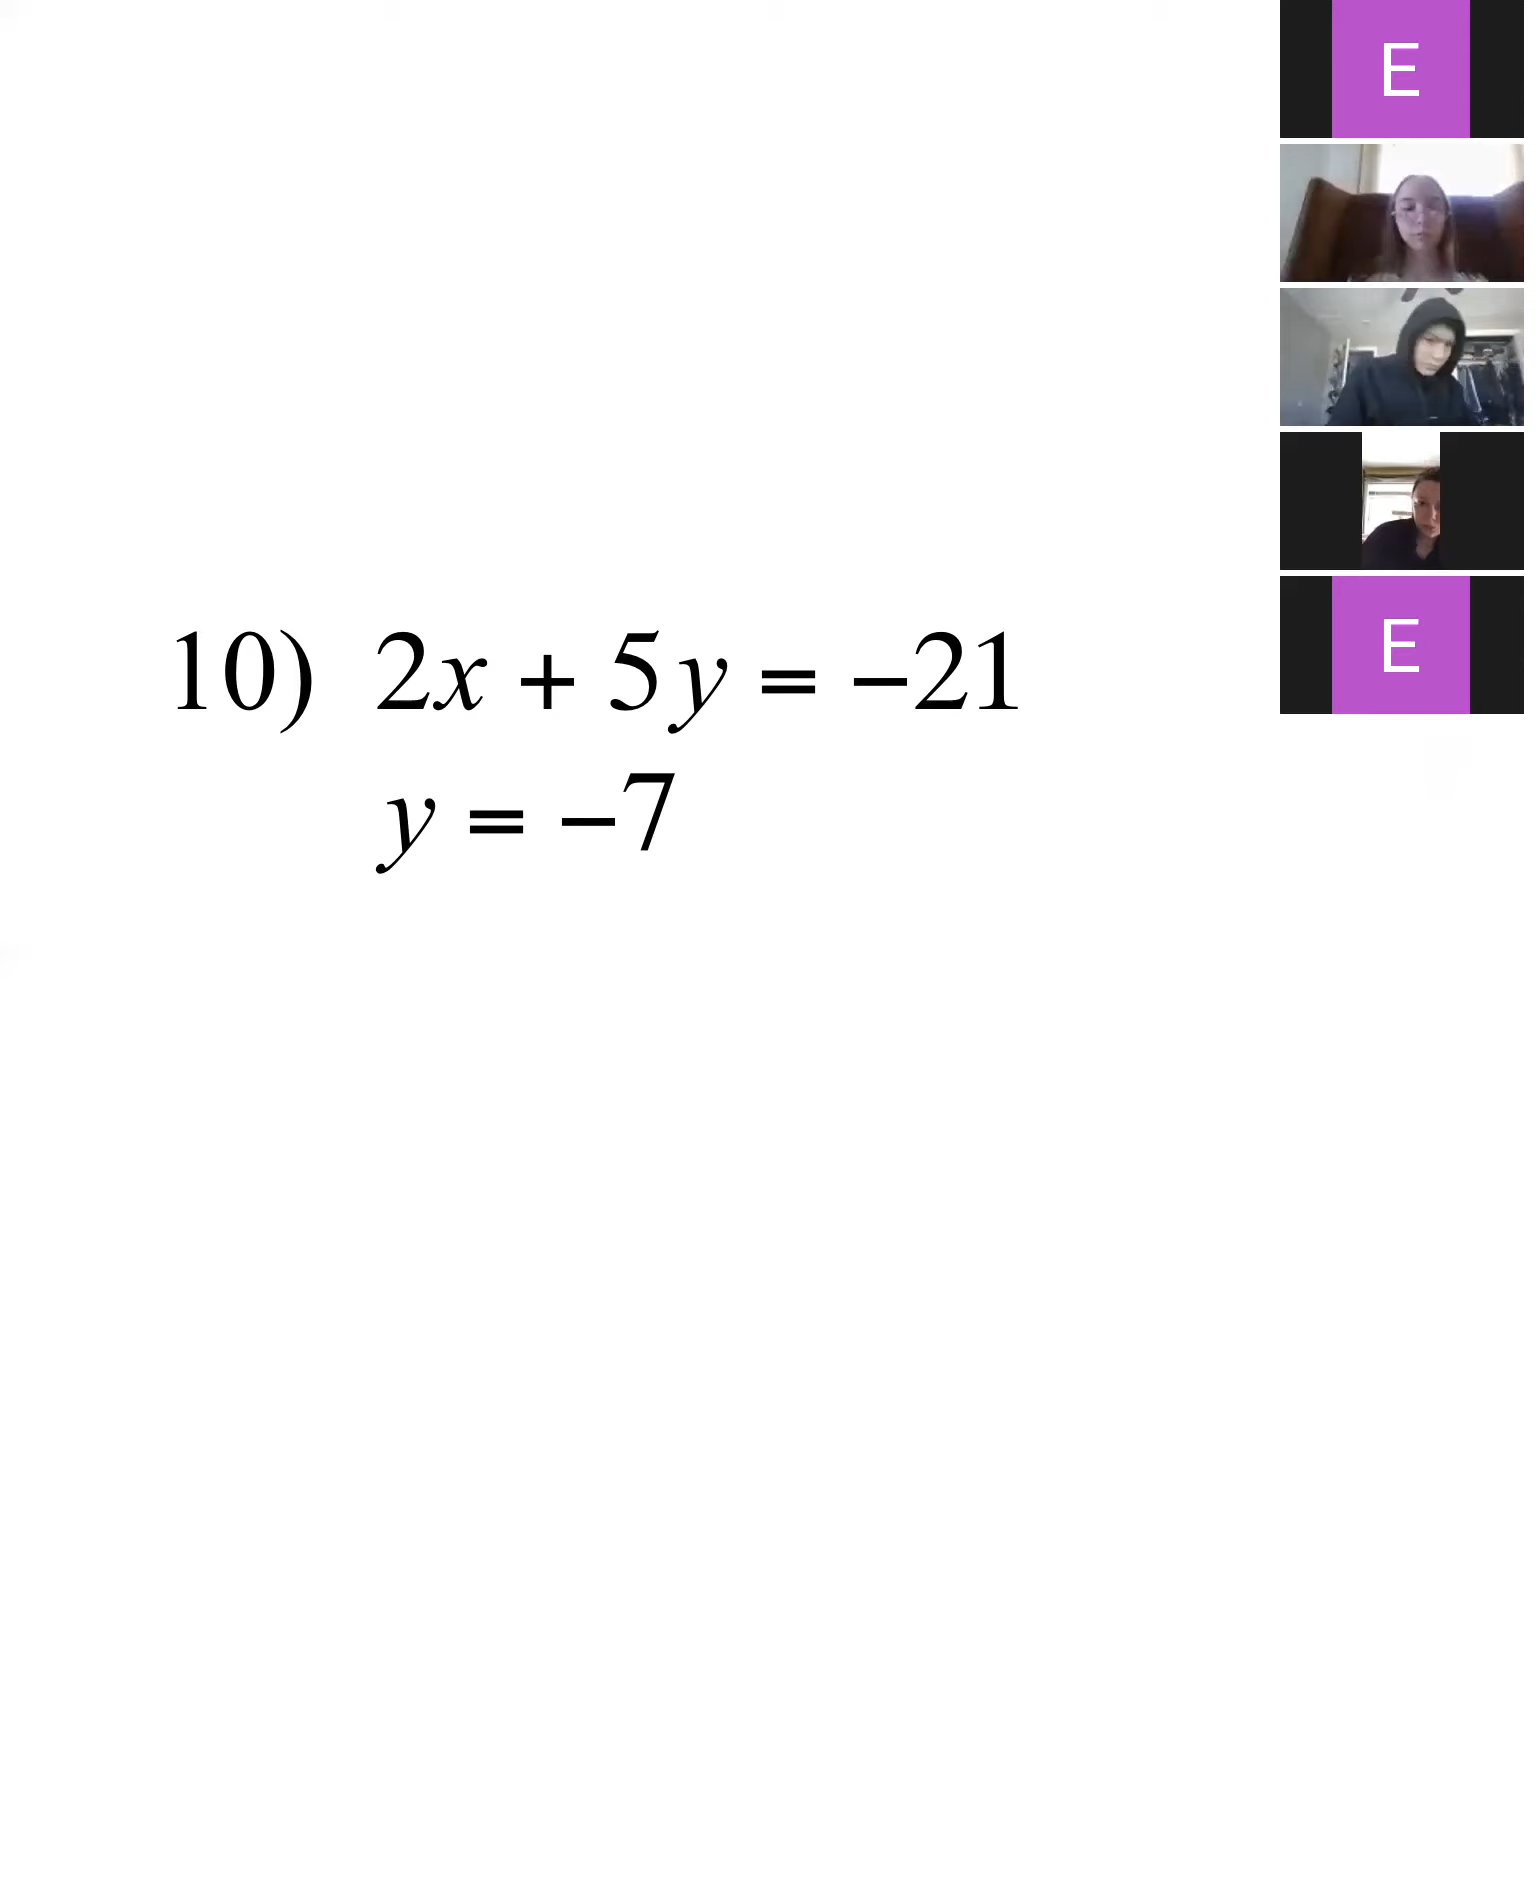 10) 2x + 5y = −21
y = −7
E
E